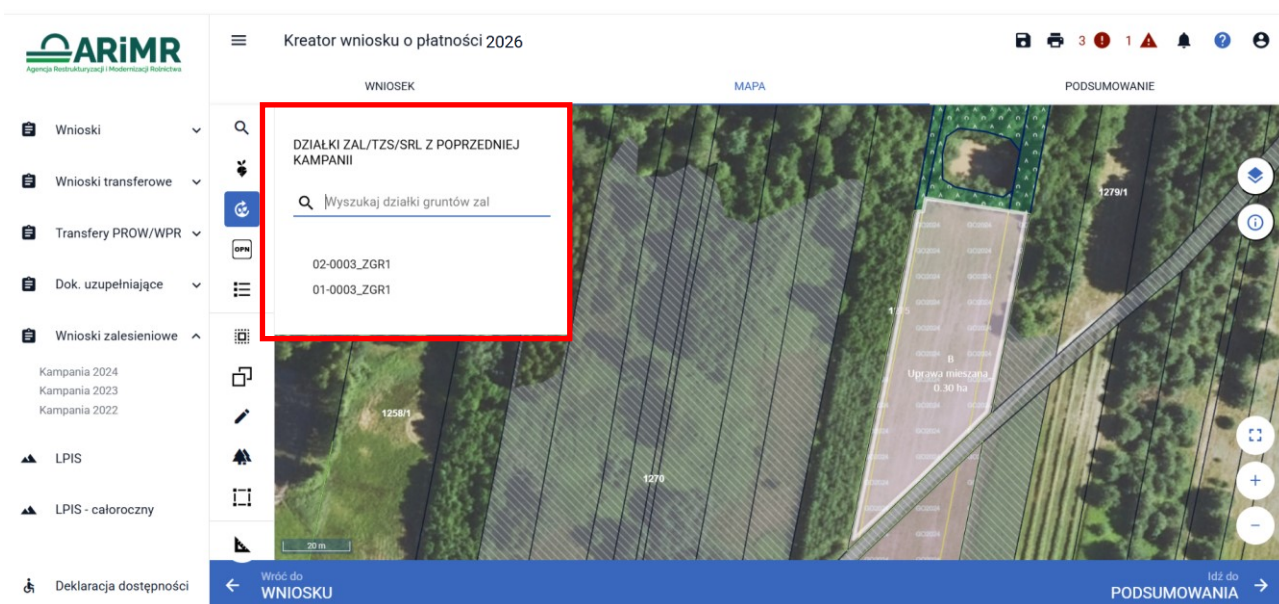 ARiMR
Agencja Restrukturyzacji i Modernizacji Rolnictwa
Kreator wniosku o płatności 2026
3
1
WNIOSEK
MAPA
PODSUMOWANIE
Wnioski
Wnioski transferowe
Transfery PROW/WPR
Dok. uzupełniające
Wnioski zalesieniowe
Kampania 2024
Kampania 2023
Kampania 2022
LPIS
LPIS - całoroczny
Deklaracja dostępności
OPN
DZIAŁKI ZAL/TZS/SRL Z POPRZEDNIEJ
KAMPANII
Wyszukaj działki gruntów zal
02-0003_ZGR1
01-0003_ZGR1
1279/1
B
Uprawa mieszana
0.30 ha
1258/1
1270
20 m
Wróć do
WNIOSKU
Idź do
PODSUMOWANIA